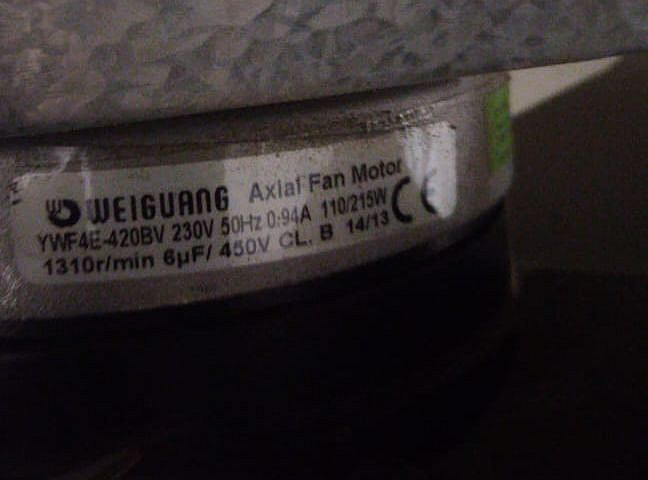 WEIGUANG Axial Fan Motor
YWF4E-420BV 230V 50Hz 0.94A 110/215W CE
1310r/min 6µF/ 450V CL. B 14/13